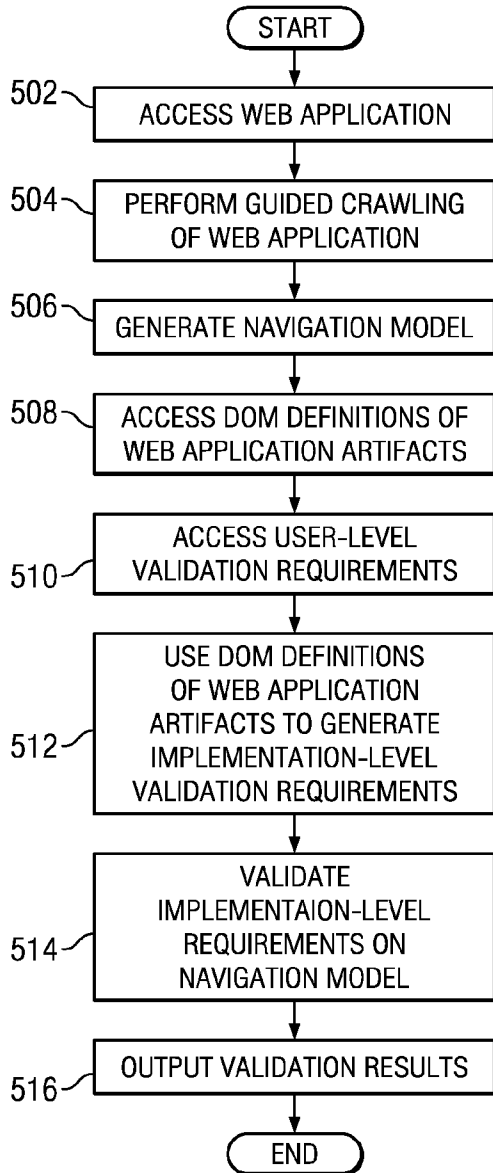 START
502
ACCESS WEB APPLICATION
504
PERFORM GUIDED CRAWLING
OF WEB APPLICATION
506
GENERATE NAVIGATION MODEL
508
ACCESS DOM DEFINITIONS OF
WEB APPLICATION ARTIFACTS
510
ACCESS USER-LEVEL
VALIDATION REQUIREMENTS
512
USE DOM DEFINITIONS
OF WEB APPLICATION
ARTIFACTS TO GENERATE
IMPLEMENTATION-LEVEL
VALIDATION REQUIREMENTS
514
VALIDATE
IMPLEMENTAION-LEVEL
REQUIREMENTS ON
NAVIGATION MODEL
516
OUTPUT VALIDATION RESULTS
END